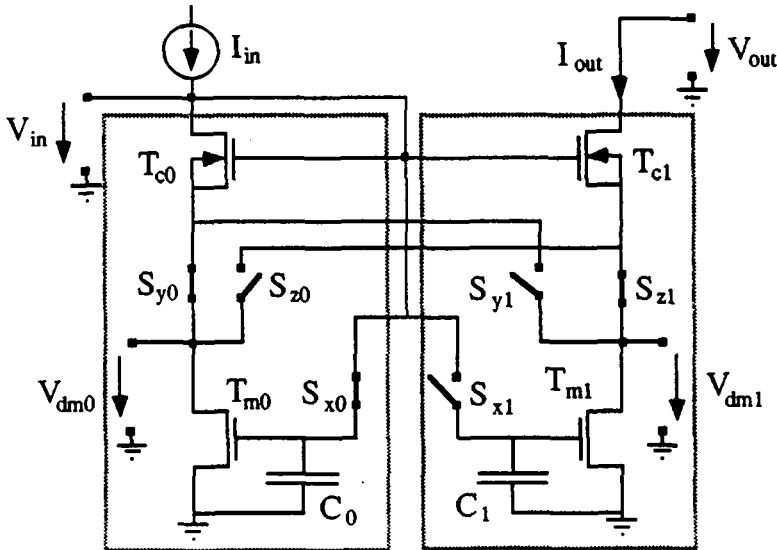 I_in
I_out
V_out
V_in
T_c0
T_c1
S_y0
S_z0
S_y1
S_z1
V_dm0
T_m0
S_x0
S_x1
T_m1
V_dm1
C_0
C_1